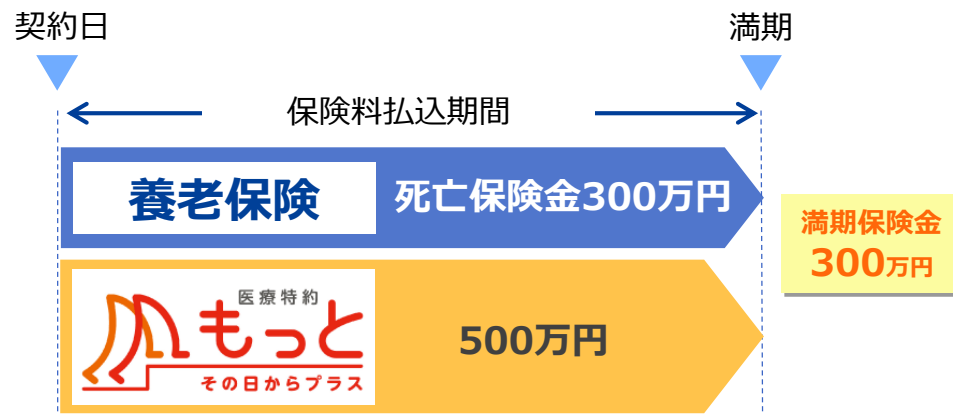 契約日
満期
保険料払込期間
養老保険
死亡保険金300万円
満期保険金
300万円
医療特約
もっと
その日からプラス
500万円